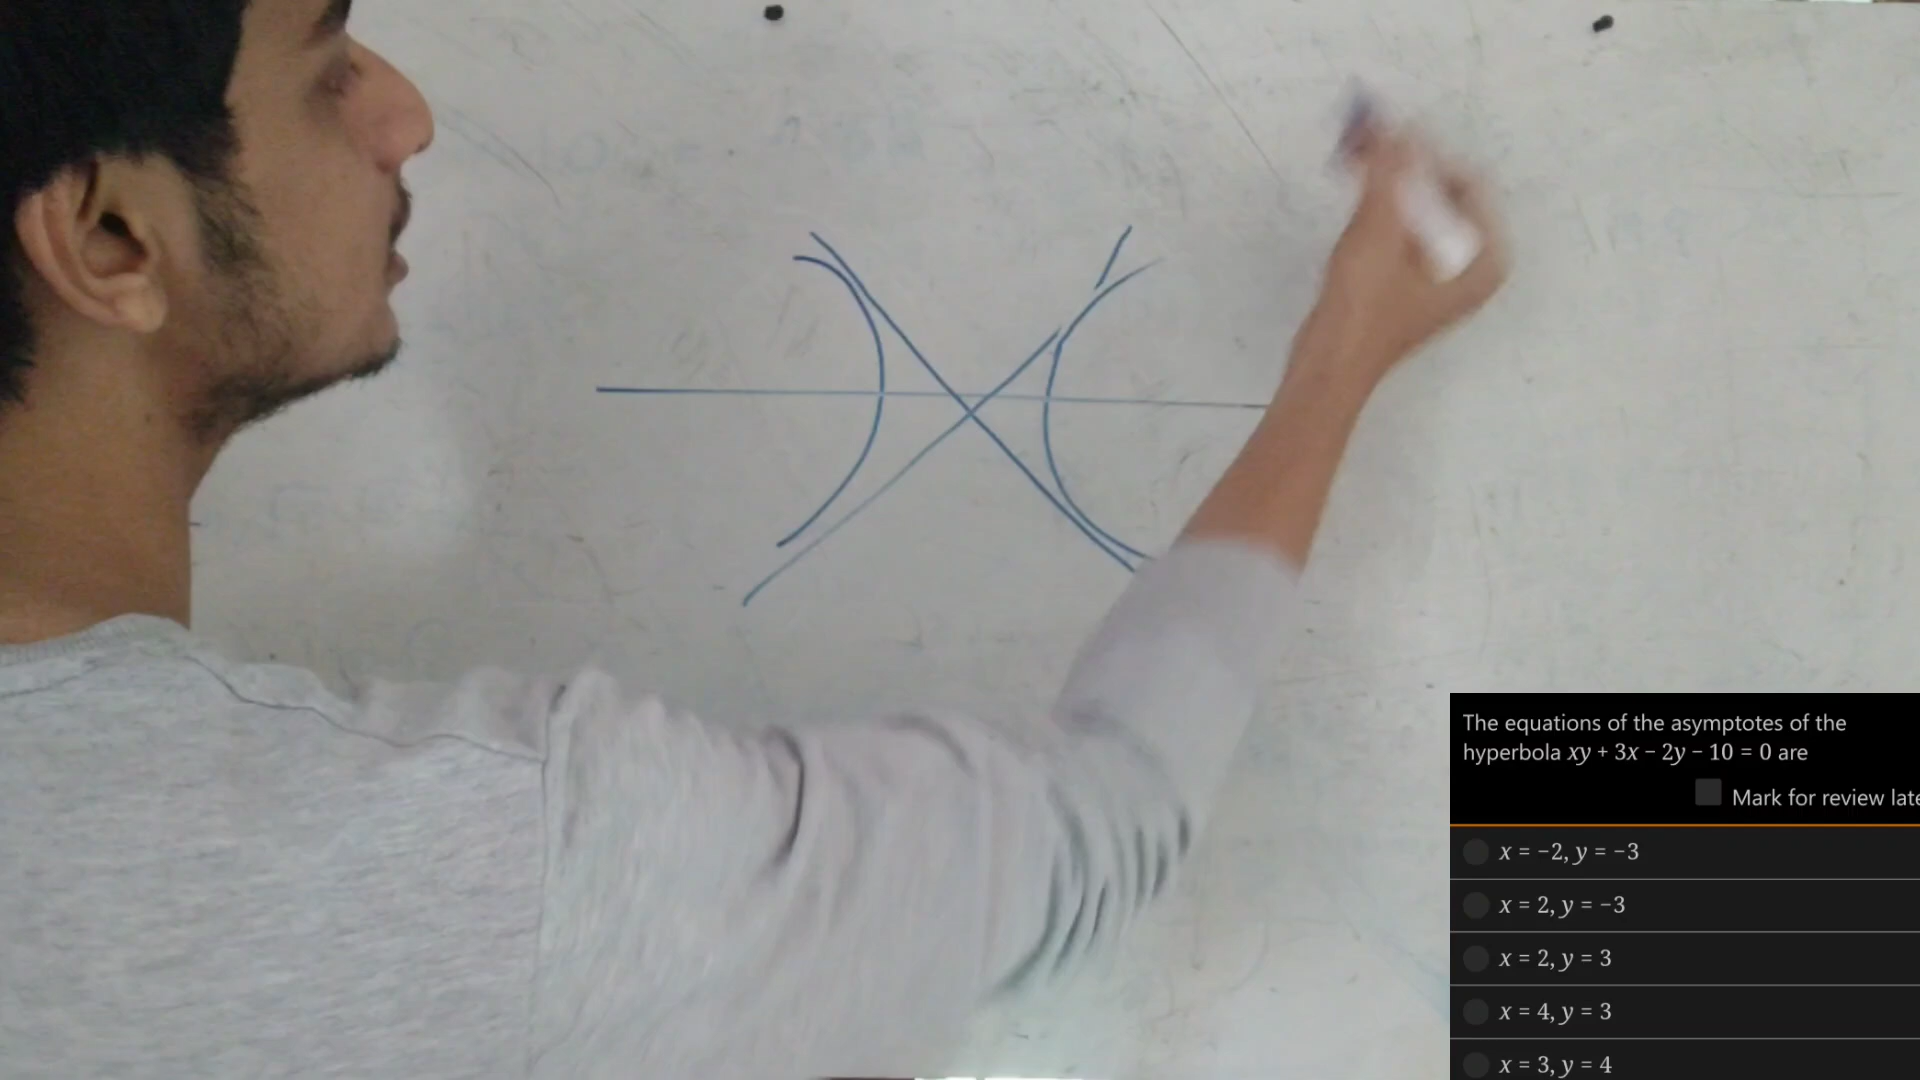 The equations of the asymptotes of the
hyperbola xy + 3x − 2y − 10 = 0 are
Mark for review late
x = −2, y = −3
x = 2, y = −3
x = 2, y = 3
x = 4, y = 3
x = 3, y = 4